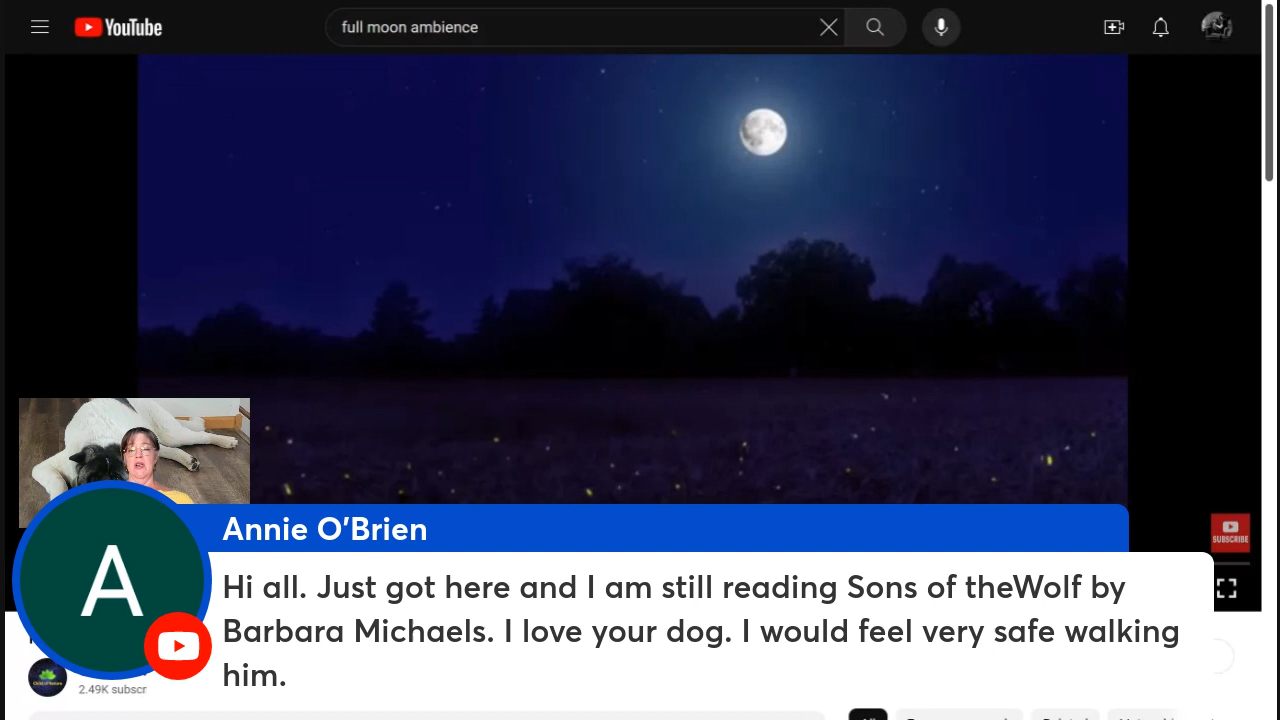 YouTube
full moon ambience
SUBSCRIBE
Annie O'Brien
Hi all. Just got here and I am still reading Sons of theWolf by
Barbara Michaels. I love your dog. I would feel very safe walking
him.
A
2.49K subscr